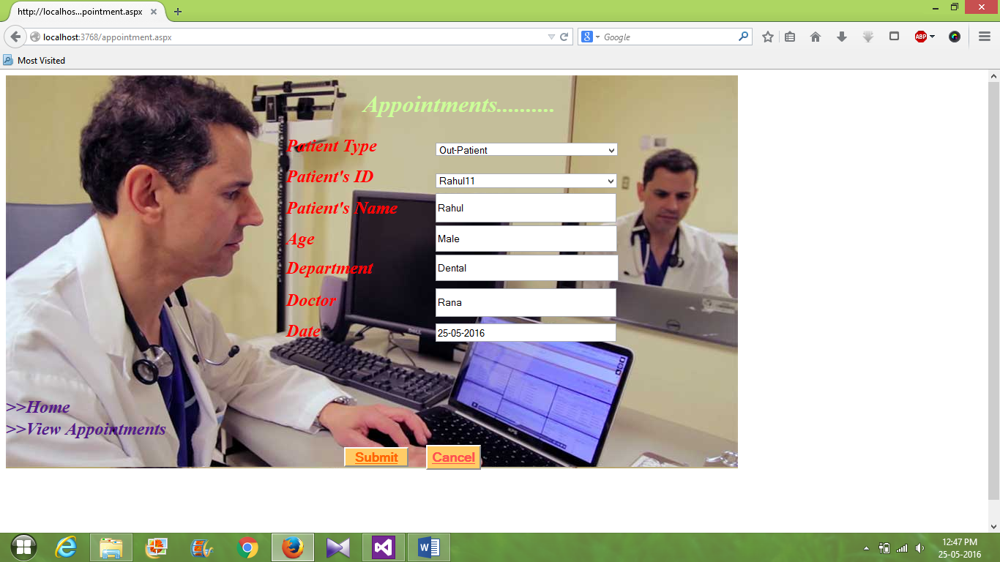 http://localhos...pointment.aspx
localhost:3768/appointment.aspx
Google
ABP
Most Visited
Appointments..........
Patient Type Out-Patient
Patient's ID Rahul11
Patient's Name Rahul
Age Male
Department Dental
Doctor Rana
Date 25-05-2016
>>Home
>>View Appointments
Submit Cancel
12:47 PM
25-05-2016